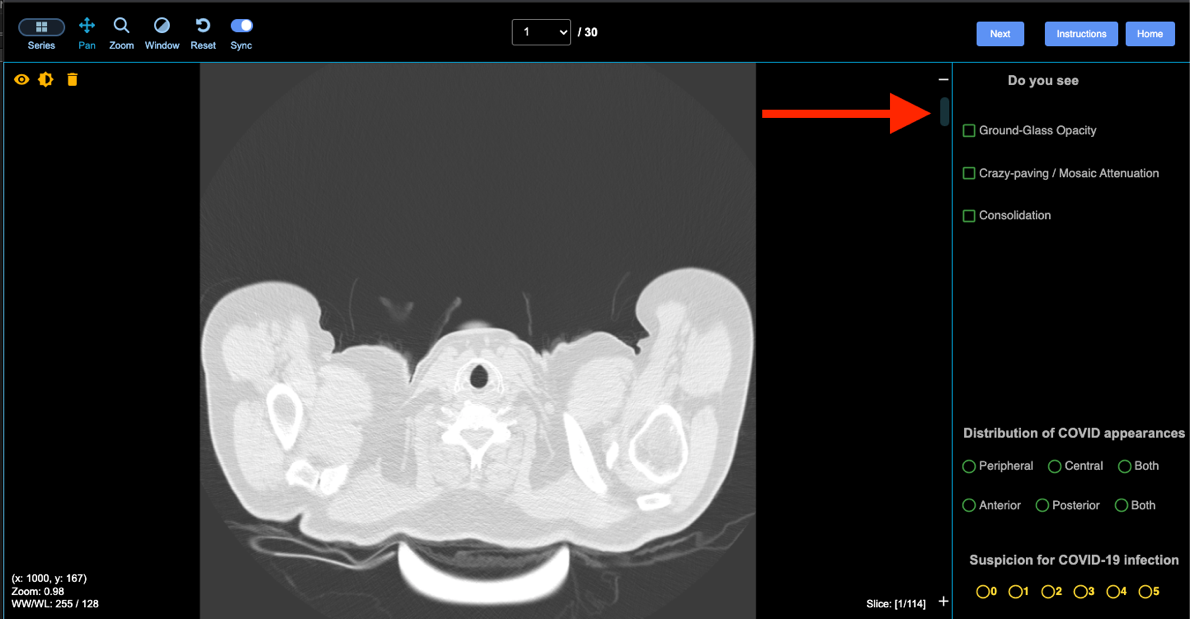 Series Pan Zoom Window Reset Sync
1 / 30
Next Instructions Home
Do you see
Ground-Glass Opacity
Crazy-paving / Mosaic Attenuation
Consolidation
Distribution of COVID appearances
Peripheral Central Both
Anterior Posterior Both
Suspicion for COVID-19 infection
0 1 2 3 4 5
(x: 1000, y: 167)
Zoom: 0.98
WW/WL: 255 / 128
Slice: [1/114]